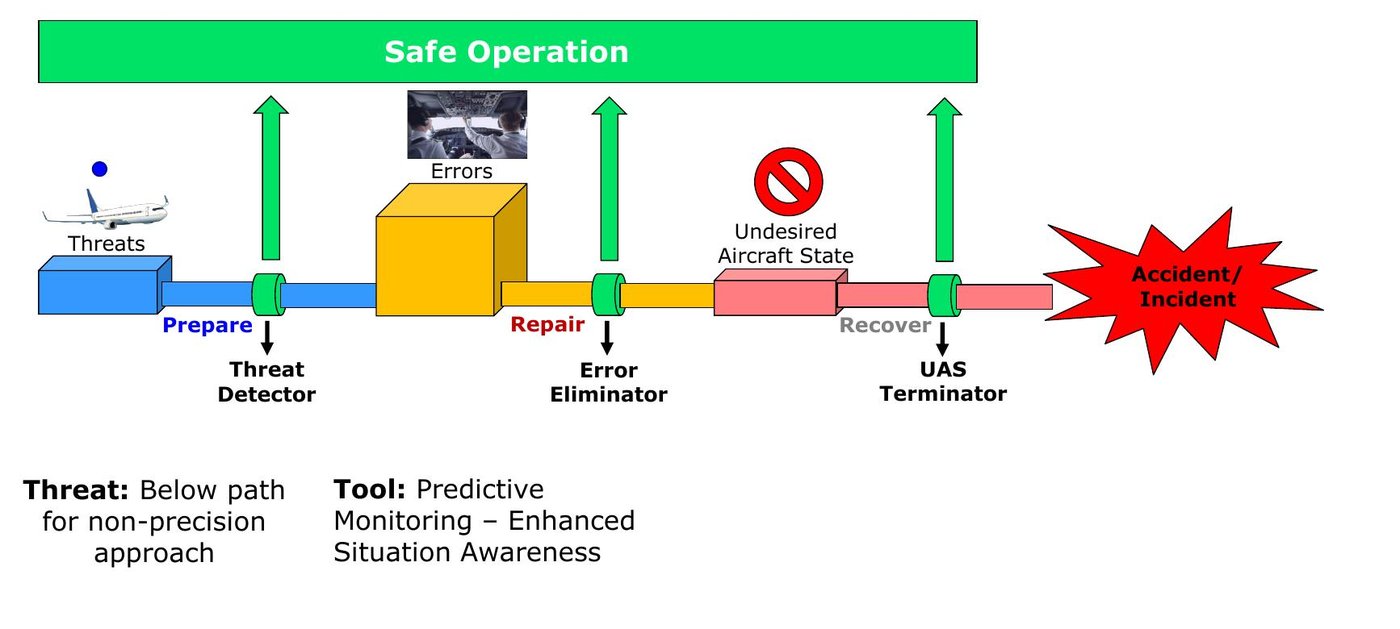 Safe Operation
Errors
Threats
Undesired
Aircraft State
Accident/
Incident
Prepare
Repair
Recover
Threat
Detector
Error
Eliminator
UAS
Terminator
Threat: Below path
for non-precision
approach
Tool: Predictive
Monitoring – Enhanced
Situation Awareness